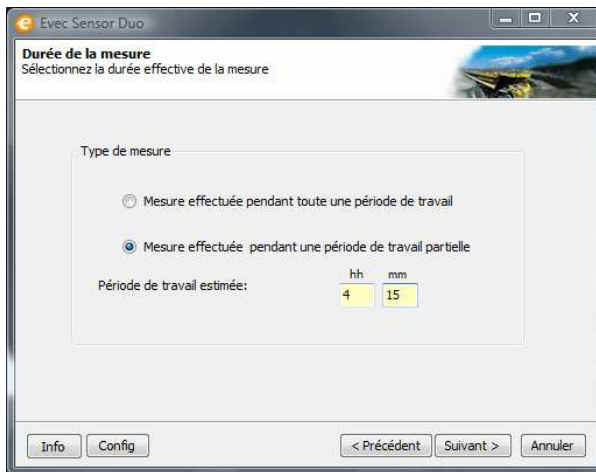 Evec Sensor Duo
Durée de la mesure
Sélectionnez la durée effective de la mesure
Type de mesure
Mesure effectuée pendant toute une période de travail
Mesure effectuée pendant une période de travail partielle
hh mm
Période de travail estimée: 4 15
Info Config < Précédent Suivant > Annuler